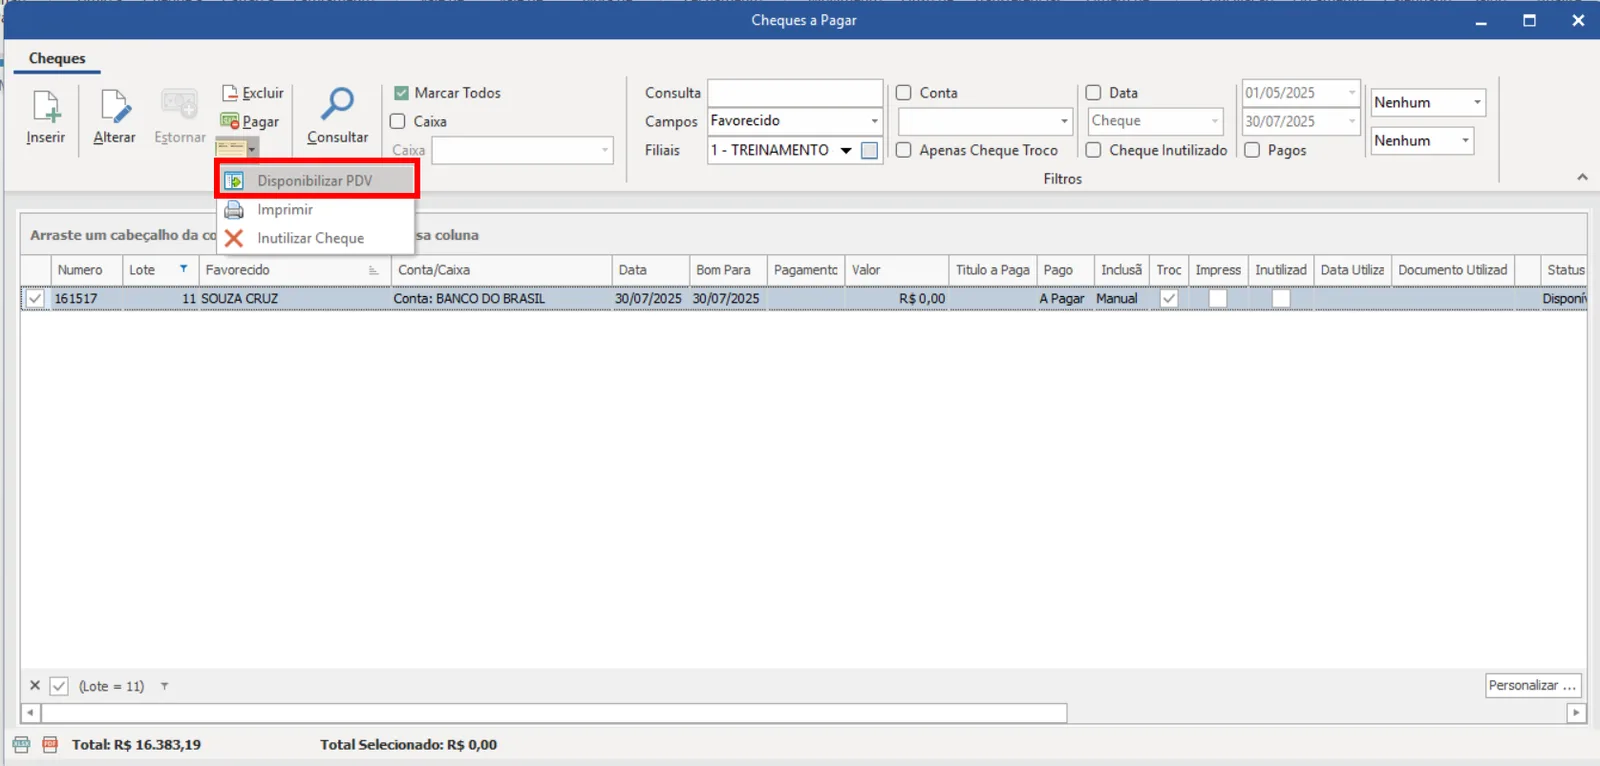 Cheques a Pagar
Cheques
Inserir
Alterar
Estornar
Excluir
Pagar
Consultar
Marcar Todos
Caixa
Caixa
Consulta
Campos Favorecido
Filiais 1 - TREINAMENTO
Conta
Apenas Cheque Troco
Data
Cheque
Cheque Inutilizado
01/05/2025
30/07/2025
Pagos
Nenhum
Nenhum
Filtros
Disponibilizar PDV
Imprimir
Inutilizar Cheque
Arraste um cabeçalho da co sa coluna
Numero Lote Favorecido Conta/Caixa Data Bom Para Pagamento Valor Titulo a Paga Pago Inclusã Troc Impress Inutilizad Data Utiliza Documento Utilizad Status
161517 11 SOUZA CRUZ Conta: BANCO DO BRASIL 30/07/2025 30/07/2025 R$ 0,00 A Pagar Manual Disponív
(Lote = 11)
Personalizar ...
Total: R$ 16.383,19 Total Selecionado: R$ 0,00